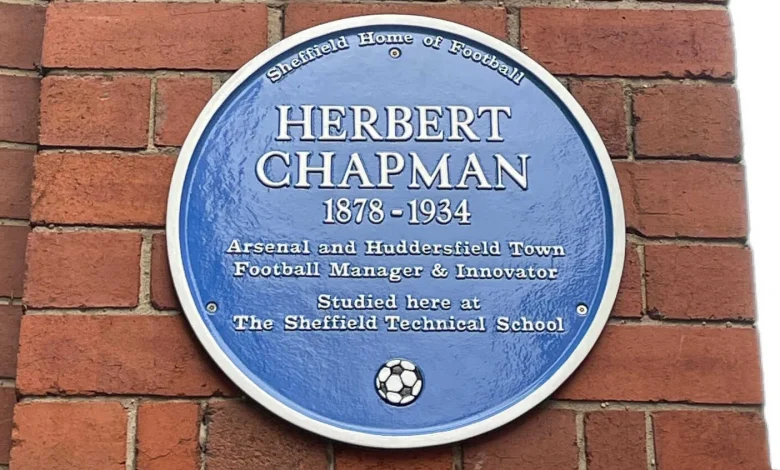 Sheffield Home of Football
HERBERT
CHAPMAN
1878 - 1934
Arsenal and Huddersfield Town
Football Manager & Innovator
Studied here at
The Sheffield Technical School